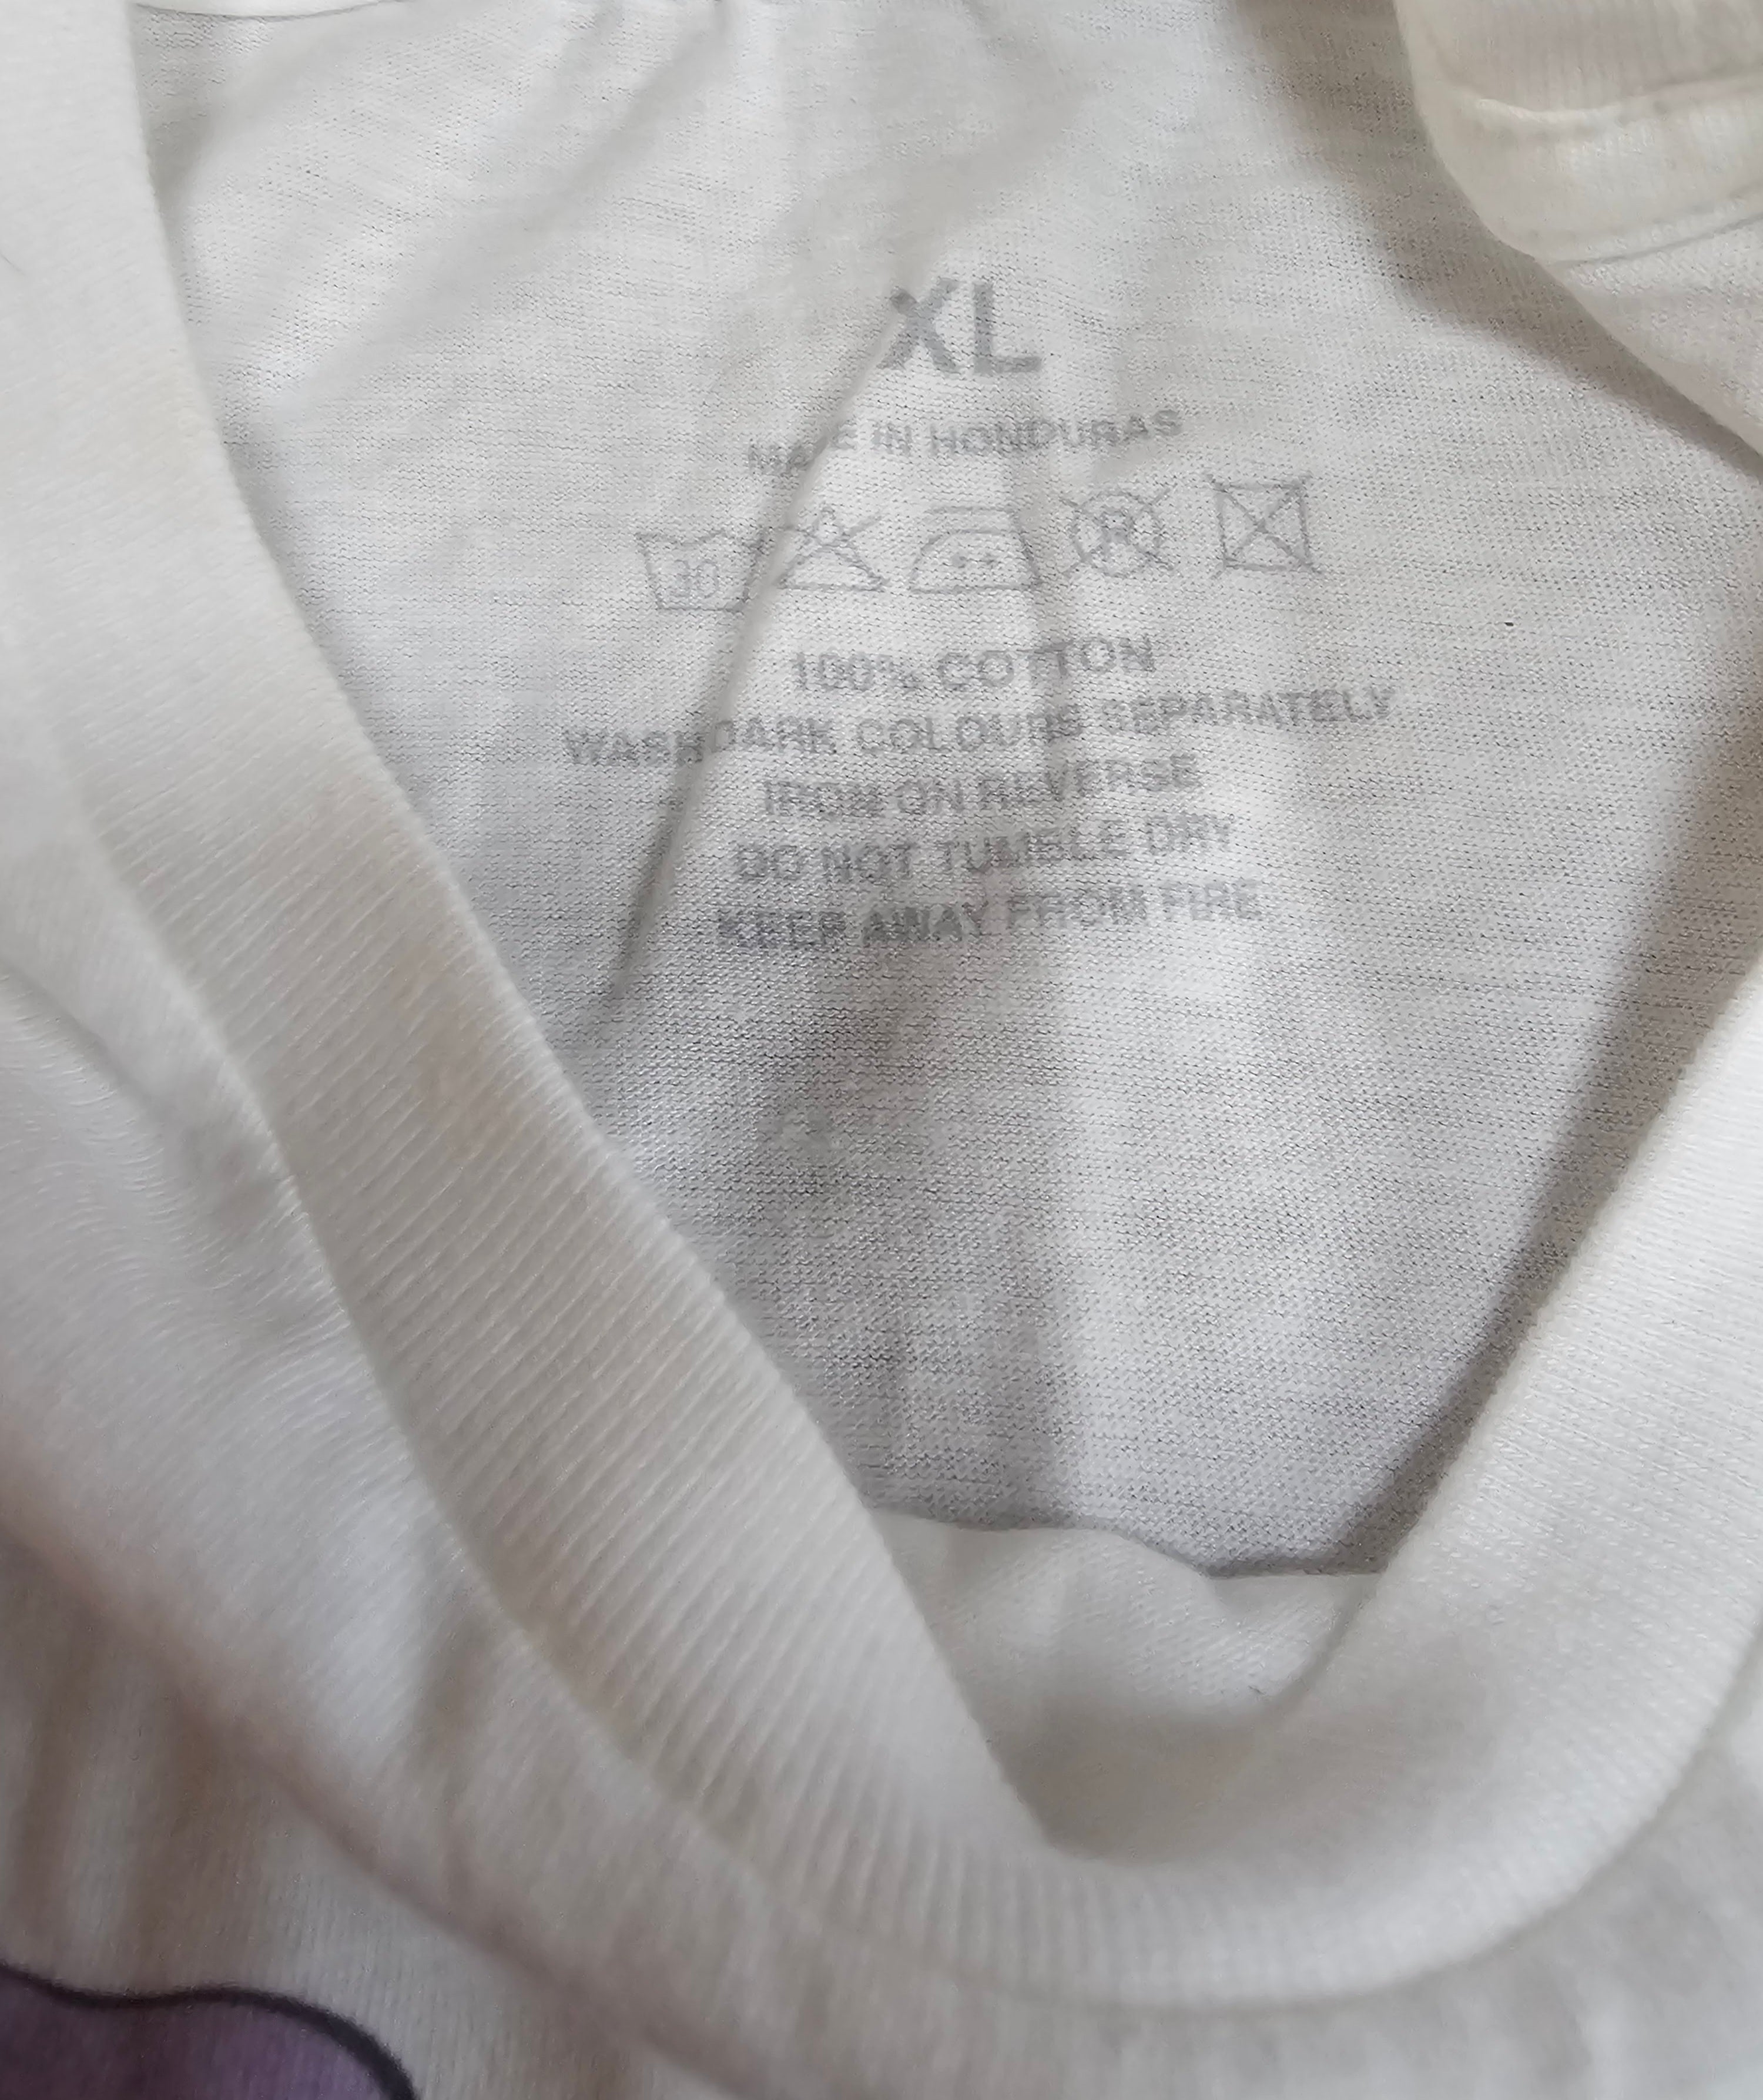 XL
MADE IN HONDURAS
30 R
100% COTTON
WASH DARK COLOURS SEPARATELY
IRON ON REVERSE
DO NOT TUMBLE DRY
KEEP AWAY FROM FIRE